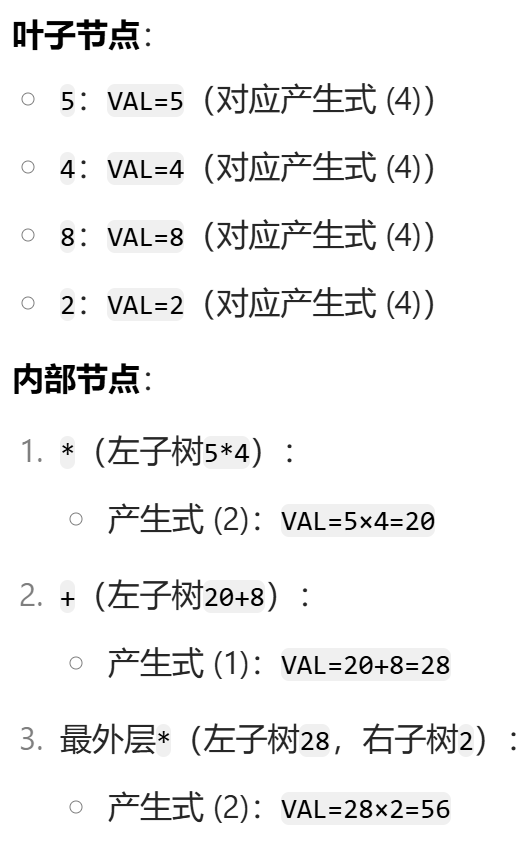 叶子节点:
5: VAL=5（对应产生式 (4)）
4: VAL=4（对应产生式 (4)）
8: VAL=8（对应产生式 (4)）
2: VAL=2（对应产生式 (4)）
内部节点:
1. *（左子树5*4）:
产生式 (2): VAL=5×4=20
2. +（左子树20+8）:
产生式 (1): VAL=20+8=28
3. 最外层*（左子树28，右子树2）:
产生式 (2): VAL=28×2=56